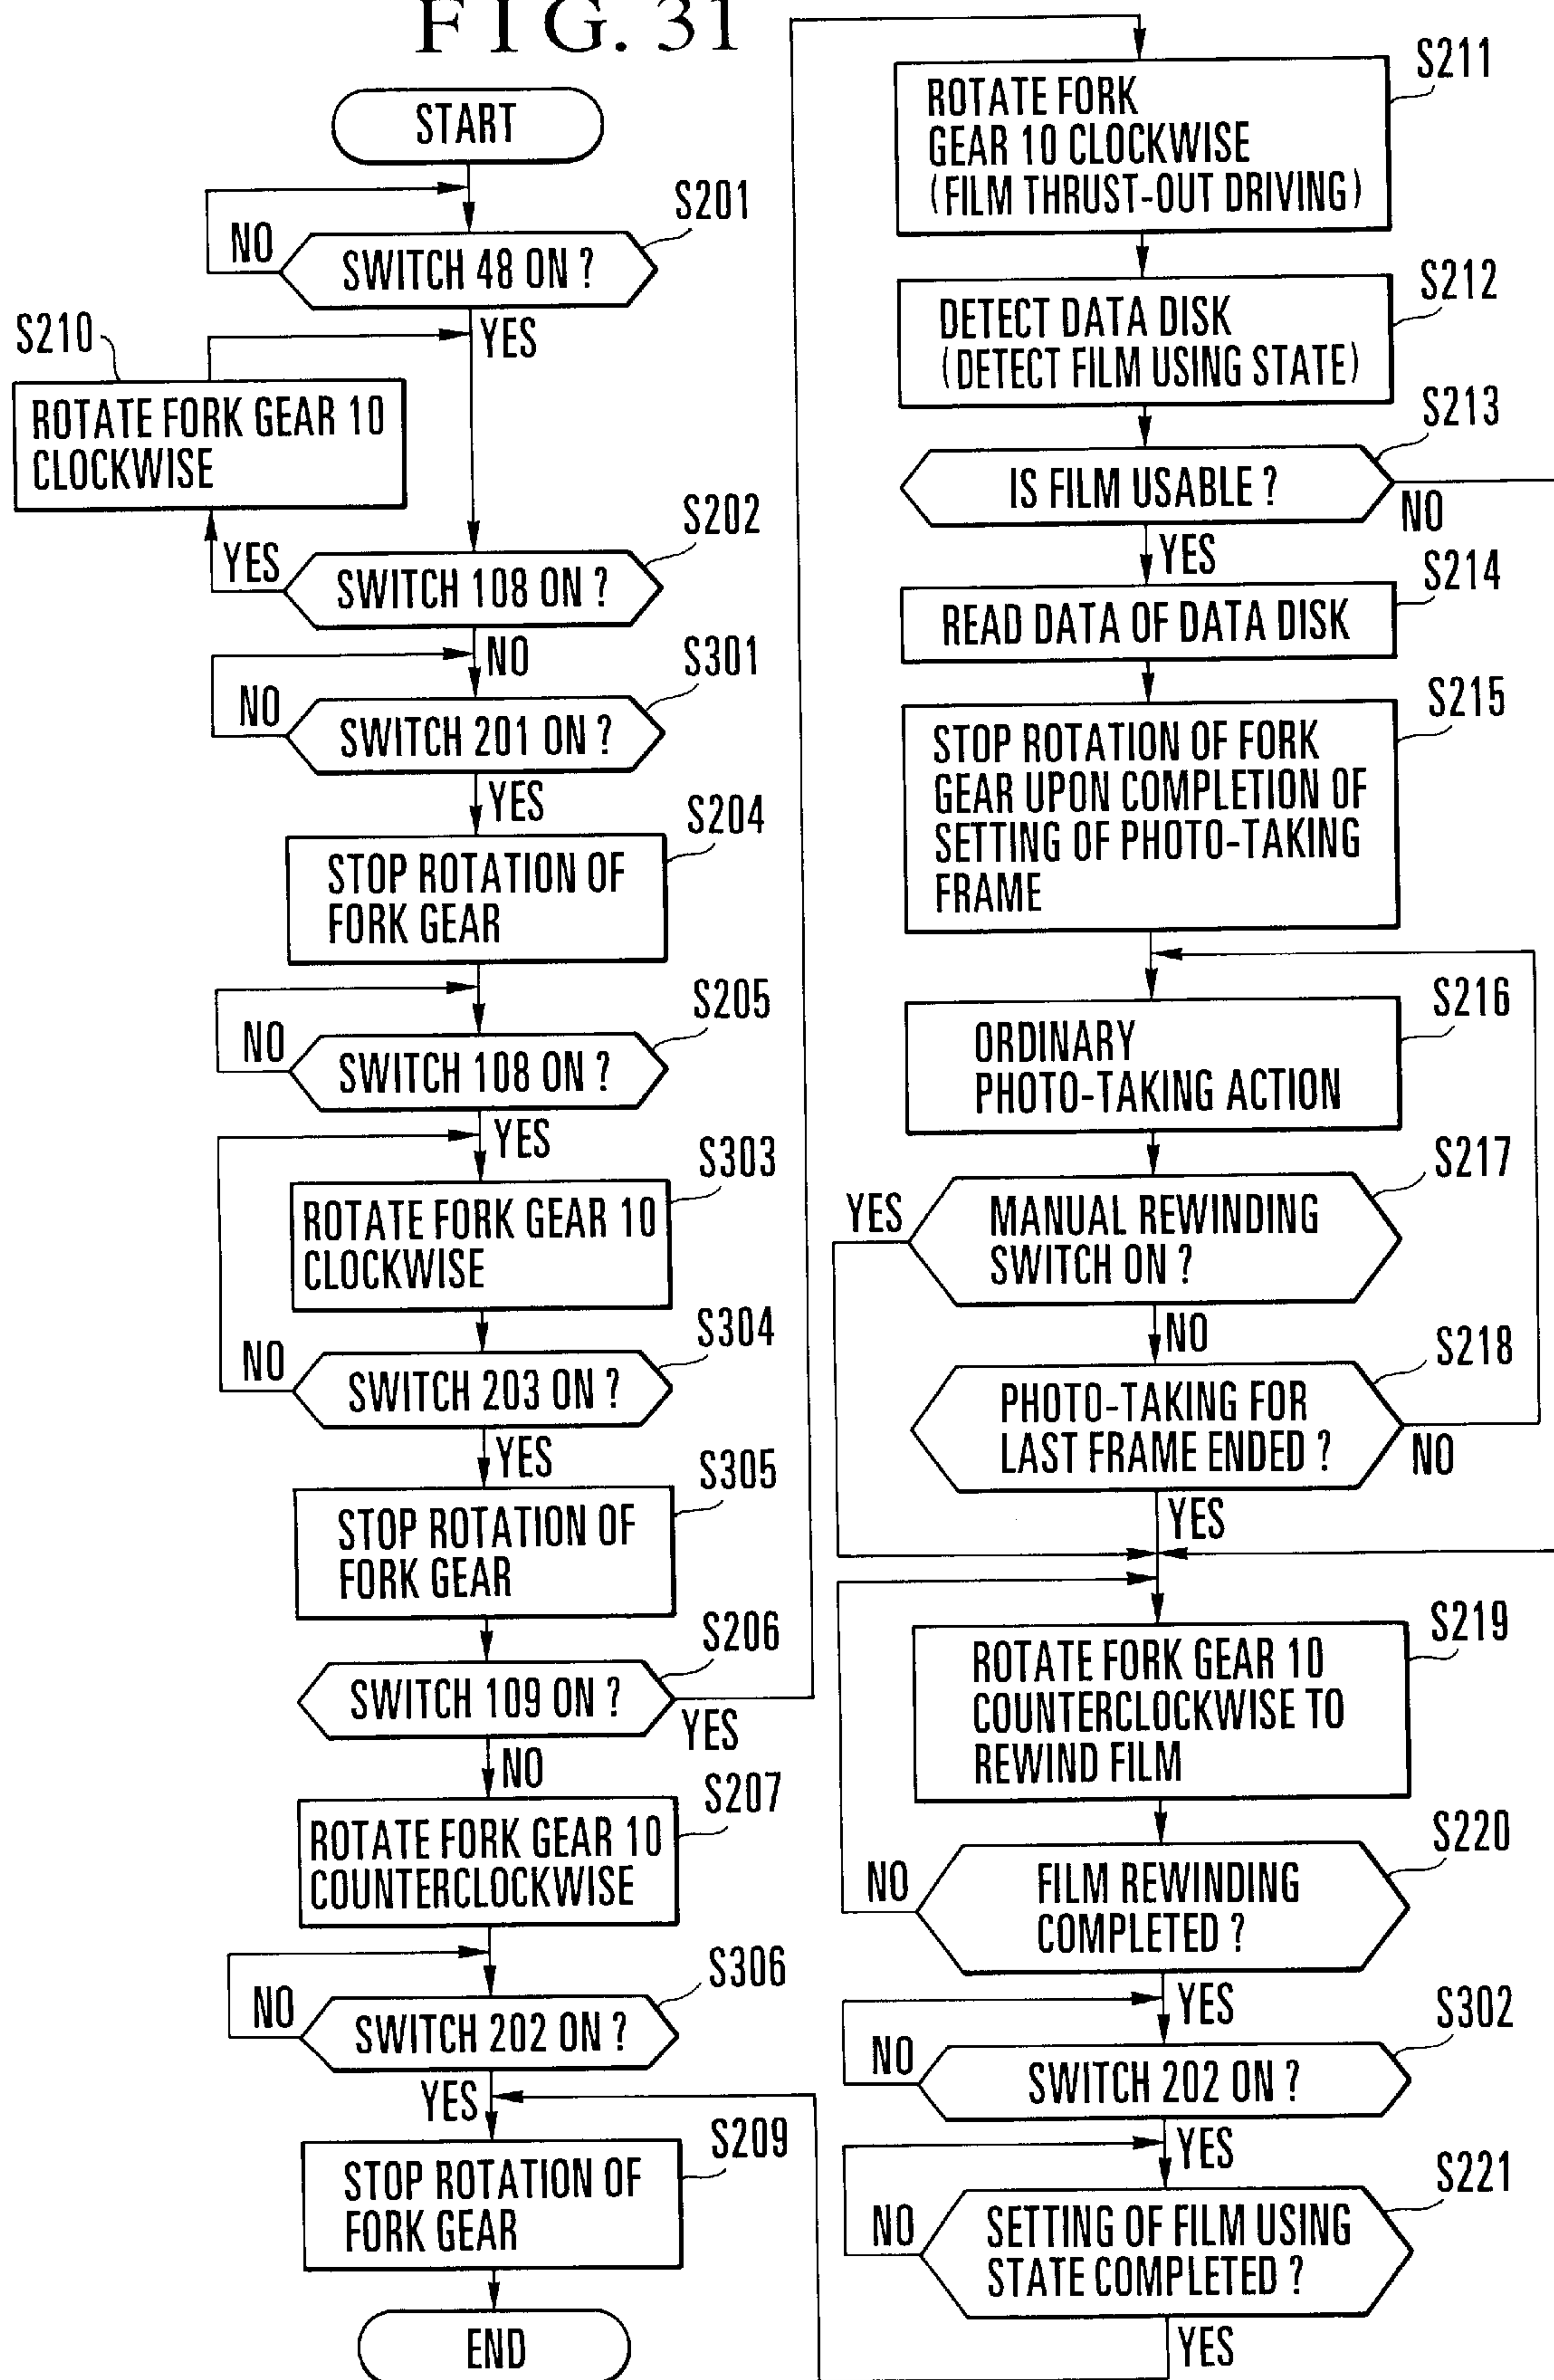 FIG. 31
START
S201
NO
SWITCH 48 ON ?
YES
S210
ROTATE FORK GEAR 10
CLOCKWISE
S202
YES
SWITCH 108 ON ?
NO
S301
NO
SWITCH 201 ON ?
YES
S204
STOP ROTATION OF
FORK GEAR
S205
NO
SWITCH 108 ON ?
YES
S303
ROTATE FORK GEAR 10
CLOCKWISE
S304
NO
SWITCH 203 ON ?
YES
S305
STOP ROTATION OF
FORK GEAR
S206
SWITCH 109 ON ?
YES
NO
S207
ROTATE FORK GEAR 10
COUNTERCLOCKWISE
S306
NO
SWITCH 202 ON ?
YES
S209
STOP ROTATION OF
FORK GEAR
END
S211
ROTATE FORK
GEAR 10 CLOCKWISE
(FILM THRUST-OUT DRIVING)
S212
DETECT DATA DISK
(DETECT FILM USING STATE)
S213
IS FILM USABLE ?
NO
YES
S214
READ DATA OF DATA DISK
S215
STOP ROTATION OF FORK
GEAR UPON COMPLETION OF
SETTING OF PHOTO-TAKING
FRAME
S216
ORDINARY
PHOTO-TAKING ACTION
S217
YES
MANUAL REWINDING
SWITCH ON ?
NO
S218
PHOTO-TAKING FOR
LAST FRAME ENDED ?
NO
YES
S219
ROTATE FORK GEAR 10
COUNTERCLOCKWISE TO
REWIND FILM
S220
NO
FILM REWINDING
COMPLETED ?
YES
S302
NO
SWITCH 202 ON ?
YES
S221
NO
SETTING OF FILM USING
STATE COMPLETED ?
YES